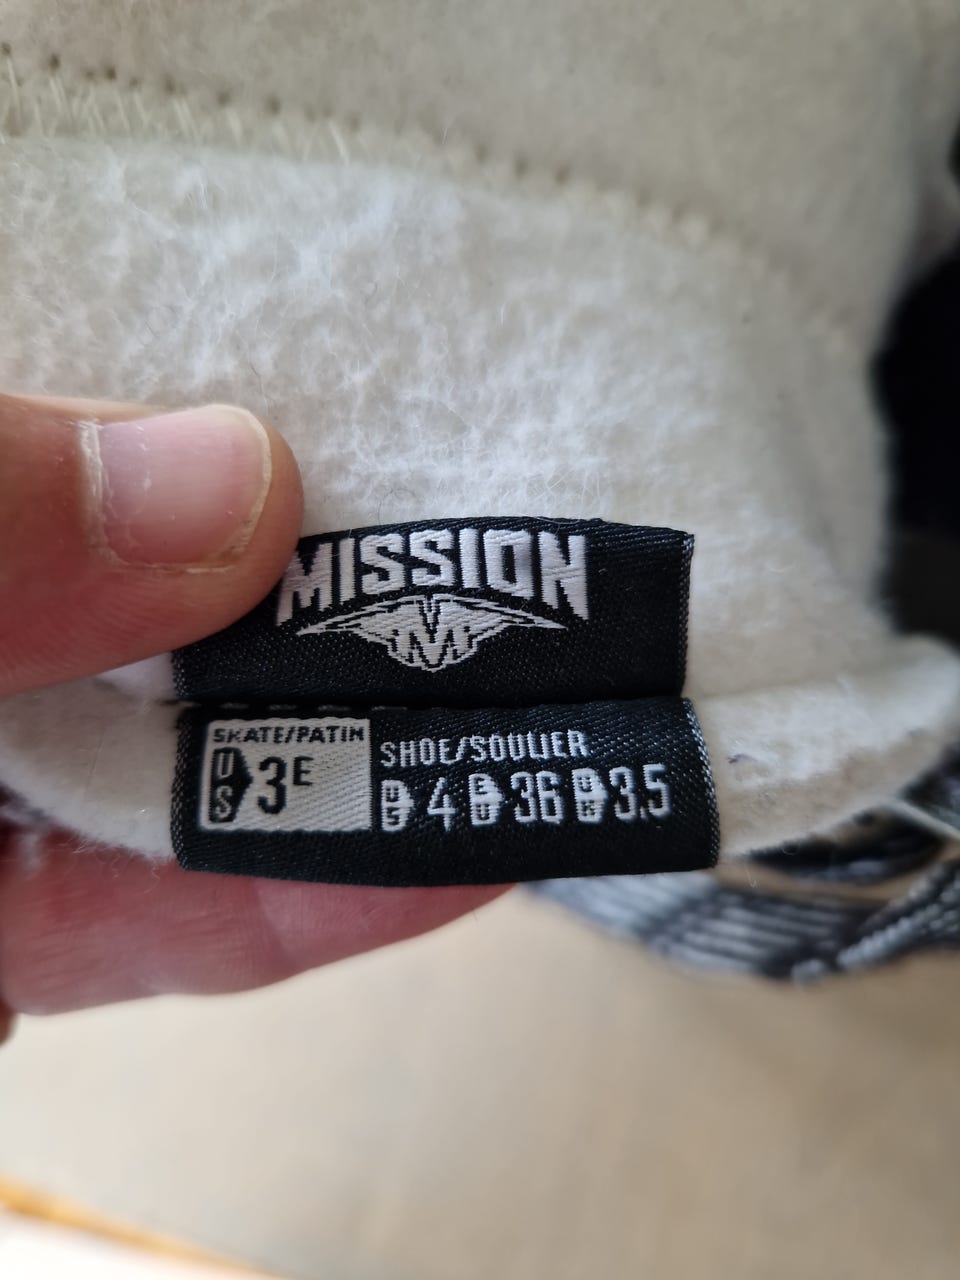 MISSION
M
SKATE/PATIN
US 3E
SHOE/SOULIER
US 4 EU 36 UK 3.5